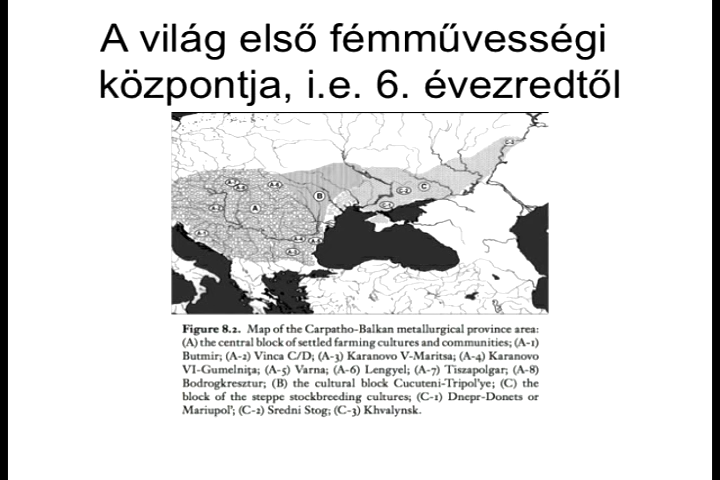 A világ első fémművességi
központja, i.e. 6. évezredtől
Figure 8.2. Map of the Carpatho-Balkan metallurgical province area:
(A) the central block of settled farming cultures and communities; (A-1)
Butmir; (A-2) Vinca C/D; (A-3) Karanovo V-Maritsa; (A-4) Karanovo
VI-Gumelniţa; (A-5) Varna; (A-6) Lengyel; (A-7) Tiszapolgar; (A-8)
Bodrogkresztur; (B) the cultural block Cucuteni-Tripol'ye; (C) the
block of the steppe stockbreeding cultures; (C-1) Dnepr-Donets or
Mariupol'; (C-2) Sredni Stog; (C-3) Khvalynsk.
A
B
C